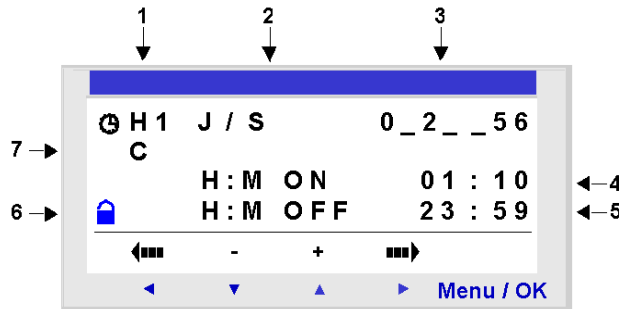 1 2 3
H1 J / S 0_2__56
7 C
H:M ON 01:10 4
6 H:M OFF 23:59 5
- +
Menu / OK